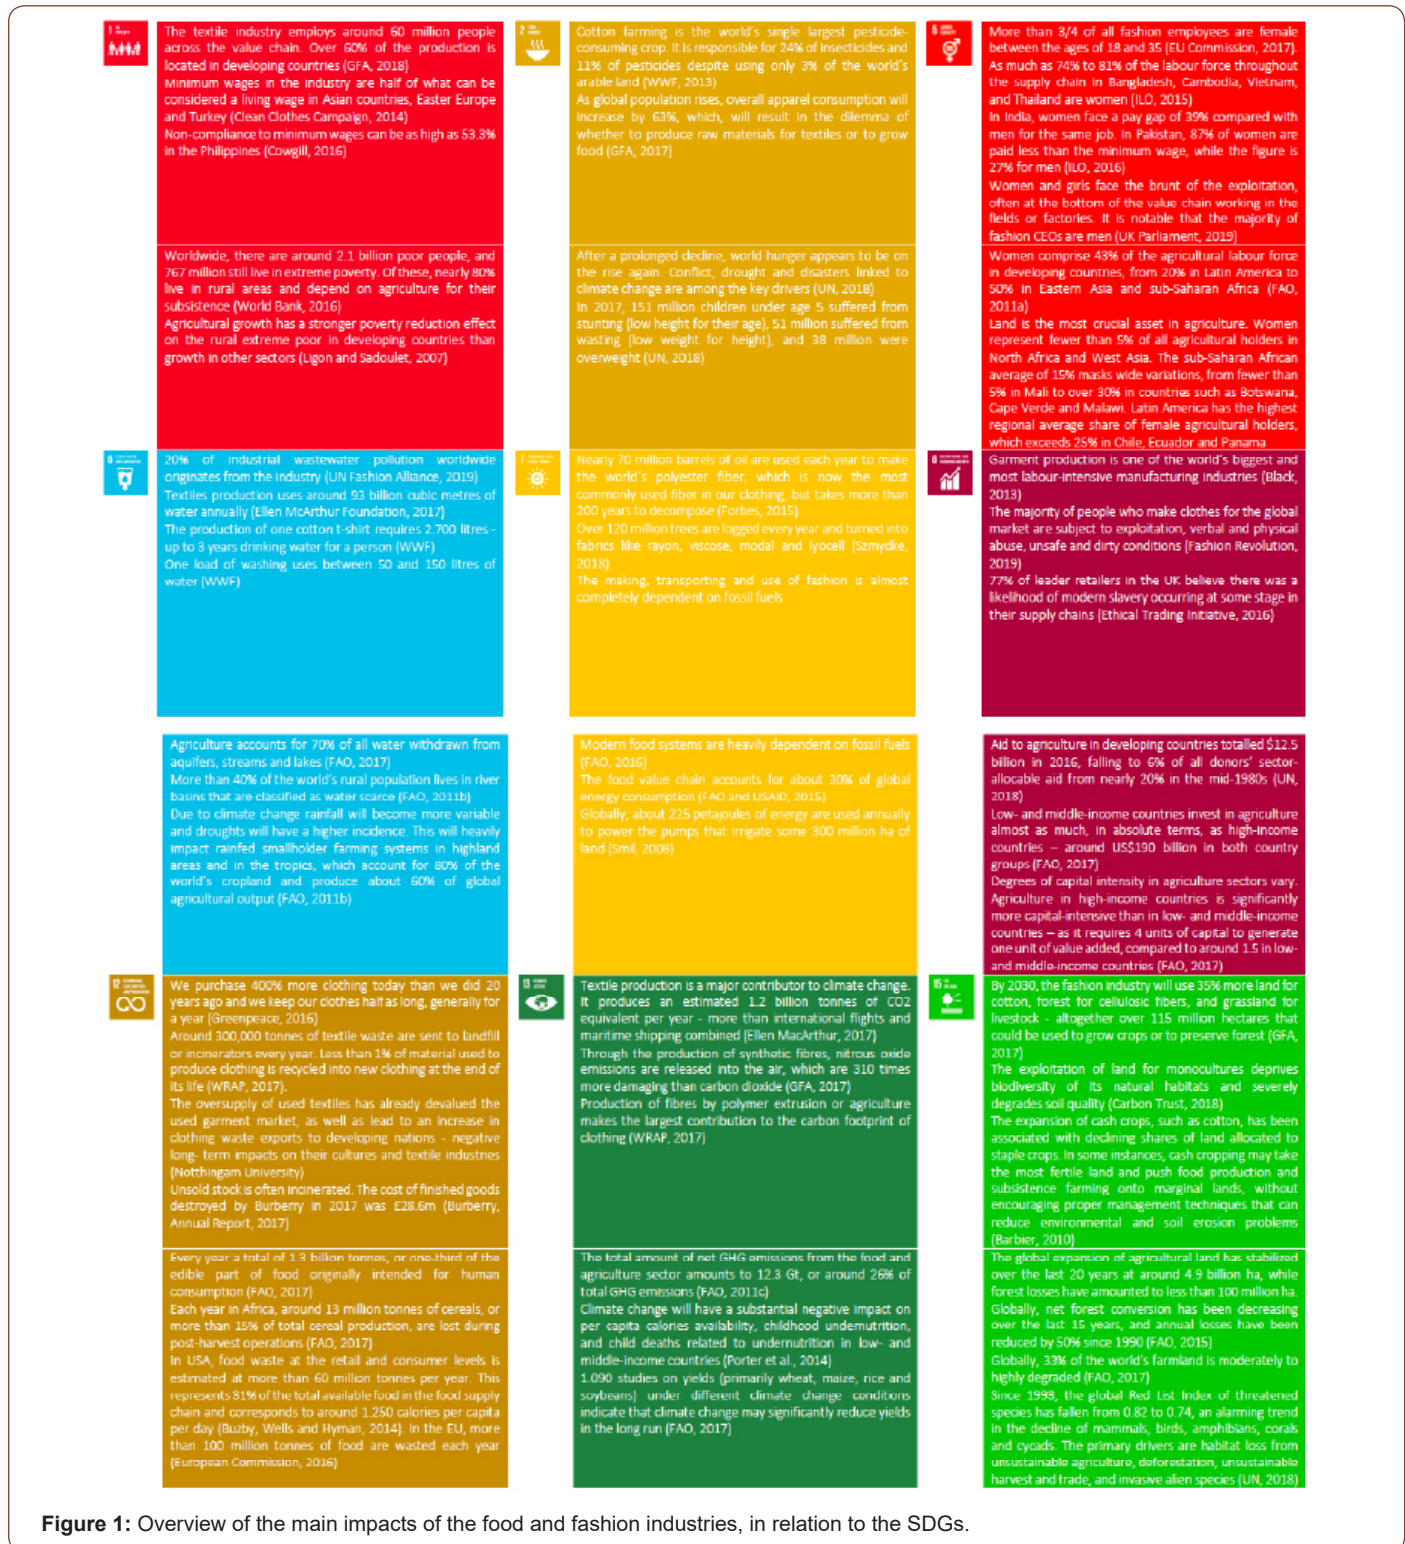 1
The textile industry employs around 60 million people
across the value chain. Over 60% of the production is
located in developing countries (GFA, 2018)
Minimum wages in the industry are half of what can be
considered a living wage in Asian countries, Easter Europe
and Turkey (Clean Clothes Campaign, 2014)
Non-compliance to minimum wages can be as high as 53.3%
in the Philippines (Cowgill, 2016)
Worldwide, there are around 2.1 billion poor people, and
767 million still live in extreme poverty. Of these, nearly 80%
live in rural areas and depend on agriculture for their
subsistence (World Bank, 2016)
Agricultural growth has a stronger poverty reduction effect
on the rural extreme poor in developing countries than
growth in other sectors (Ligon and Sadoulet, 2007)
2
Cotton farming is the world's single largest pesticide-
consuming crop. It is responsible for 24% of insecticides and
11% of pesticides despite using only 3% of the world's
arable land (WWF, 2013)
As global population rises, overall apparel consumption will
increase by 63%, which, will result in the dilemma of
whether to produce raw materials for textiles or to grow
food (GFA, 2017)
After a prolonged decline, world hunger appears to be on
the rise again. Conflict, drought and disasters linked to
climate change are among the key drivers (UN, 2018)
In 2017, 151 million children under age 5 suffered from
stunting (low height for their age), 51 million suffered from
wasting (low weight for height), and 38 million were
overweight (UN, 2018)
5
More than 3/4 of all fashion employees are female
between the ages of 18 and 35 (EU Commission, 2017).
As much as 74% to 81% of the labour force throughout
the supply chain in Bangladesh, Cambodia, Vietnam,
and Thailand are women (ILO, 2015)
In India, women face a pay gap of 39% compared with
men for the same job. In Pakistan, 87% of women are
paid less than the minimum wage, while the figure is
27% for men (ILO, 2016)
Women and girls face the brunt of the exploitation,
often at the bottom of the value chain working in the
fields or factories. It is notable that the majority of
fashion CEOs are men (UK Parliament, 2019)
Women comprise 43% of the agricultural labour force
in developing countries, from 20% in Latin America to
50% in Eastern Asia and sub-Saharan Africa (FAO,
2011a)
Land is the most crucial asset in agriculture. Women
represent fewer than 5% of all agricultural holders in
North Africa and West Asia. The sub-Saharan African
average of 15% masks wide variations, from fewer than
5% in Mali to over 30% in countries such as Botswana,
Cape Verde and Malawi. Latin America has the highest
regional average share of female agricultural holders,
which exceeds 25% in Chile, Ecuador and Panama
6
20% of industrial wastewater pollution worldwide
originates from the industry (UN Fashion Alliance, 2019)
Textiles production uses around 93 billion cubic metres of
water annually (Ellen McArthur Foundation, 2017)
The production of one cotton t-shirt requires 2.700 litres -
up to 3 years drinking water for a person (WWF)
One load of washing uses between 50 and 150 litres of
water (WWF)
7
Nearly 70 million barrels of oil are used each year to make
the world's polyester fiber, which is now the most
commonly used fiber in our clothing, but takes more than
200 years to decompose (Forbes, 2015).
Over 120 million trees are logged every year and turned into
fabrics like rayon, viscose, modal and lyocell (Szmydke,
2018)
The making, transporting and use of fashion is almost
completely dependent on fossil fuels
8
Garment production is one of the world's biggest and
most labour-intensive manufacturing industries (Black,
2013)
The majority of people who make clothes for the global
market are subject to exploitation, verbal and physical
abuse, unsafe and dirty conditions (Fashion Revolution,
2019)
77% of leader retailers in the UK believe there was a
likelihood of modern slavery occurring at some stage in
their supply chains (Ethical Trading Initiative, 2016)
Agriculture accounts for 70% of all water withdrawn from
aquifers, streams and lakes (FAO, 2017)
More than 40% of the world's rural population lives in river
basins that are classified as water scarce (FAO, 2011b)
Due to climate change rainfall will become more variable
and droughts will have a higher incidence. This will heavily
impact rainfed smallholder farming systems in highland
areas and in the tropics, which account for 80% of the
world's cropland and produce about 60% of global
agricultural output (FAO, 2011b)
Modern food systems are heavily dependent on fossil fuels
(FAO, 2016)
The food value chain accounts for about 30% of global
energy consumption (FAO and USAID, 2015)
Globally, about 225 petajoules of energy are used annually
to power the pumps that irrigate some 300 million ha of
land (Smil, 2008)
Aid to agriculture in developing countries totalled $12.5
billion in 2016, falling to 6% of all donors' sector-
allocable aid from nearly 20% in the mid-1980s (UN,
2018)
Low- and middle-income countries invest in agriculture
almost as much, in absolute terms, as high-income
countries – around US$190 billion in both country
groups (FAO, 2017)
Degrees of capital intensity in agriculture sectors vary.
Agriculture in high-income countries is significantly
more capital-intensive than in low- and middle-income
countries – as it requires 4 units of capital to generate
one unit of value added, compared to around 1.5 in low-
and middle-income countries (FAO, 2017)
12
We purchase 400% more clothing today than we did 20
years ago and we keep our clothes half as long, generally for
a year (Greenpeace, 2016)
Around 300,000 tonnes of textile waste are sent to landfill
or incinerators every year. Less than 1% of material used to
produce clothing is recycled into new clothing at the end of
its life (WRAP, 2017).
The oversupply of used textiles has already devalued the
used garment market, as well as lead to an increase in
clothing waste exports to developing nations - negative
long- term impacts on their cultures and textile industries
(Notthingam University)
Unsold stock is often incinerated. The cost of finished goods
destroyed by Burberry in 2017 was £28.6m (Burberry,
Annual Report, 2017)
Every year a total of 1.3 billion tonnes, or one-third of the
edible part of food originally intended for human
consumption (FAO, 2017)
Each year in Africa, around 13 million tonnes of cereals, or
more than 15% of total cereal production, are lost during
post-harvest operations (FAO, 2017)
In USA, food waste at the retail and consumer levels is
estimated at more than 60 million tonnes per year. This
represents 31% of the total available food in the food supply
chain and corresponds to around 1.250 calories per capita
per day (Buzby, Wells and Hyman, 2014). In the EU, more
than 100 million tonnes of food are wasted each year
(European Commission, 2016)
13
Textile production is a major contributor to climate change.
It produces an estimated 1.2 billion tonnes of CO2
equivalent per year - more than international flights and
maritime shipping combined (Ellen MacArthur, 2017)
Through the production of synthetic fibres, nitrous oxide
emissions are released into the air, which are 310 times
more damaging than carbon dioxide (GFA, 2017)
Production of fibres by polymer extrusion or agriculture
makes the largest contribution to the carbon footprint of
clothing (WRAP, 2017)
The total amount of net GHG emissions from the food and
agriculture sector amounts to 12.3 Gt, or around 26% of
total GHG emissions (FAO, 2011c)
Climate change will have a substantial negative impact on
per capita calories availability, childhood undernutrition,
and child deaths related to undernutrition in low- and
middle-income countries (Porter et al., 2014)
1.090 studies on yields (primarily wheat, maize, rice and
soybeans) under different climate change conditions
indicate that climate change may significantly reduce yields
in the long run (FAO, 2017)
15
By 2030, the fashion industry will use 35% more land for
cotton, forest for cellulosic fibers, and grassland for
livestock - altogether over 115 million hectares that
could be used to grow crops or to preserve forest (GFA,
2017)
The exploitation of land for monocultures deprives
biodiversity of its natural habitats and severely
degrades soil quality (Carbon Trust, 2018)
The expansion of cash crops, such as cotton, has been
associated with declining shares of land allocated to
staple crops. In some instances, cash cropping may take
the most fertile land and push food production and
subsistence farming onto marginal lands, without
encouraging proper management techniques that can
reduce environmental and soil erosion problems
(Barbier, 2010)
The global expansion of agricultural land has stabilized
over the last 20 years at around 4.9 billion ha, while
forest losses have amounted to less than 100 million ha.
Globally, net forest conversion has been decreasing
over the last 15 years, and annual losses have been
reduced by 50% since 1990 (FAO, 2015)
Globally, 33% of the world's farmland is moderately to
highly degraded (FAO, 2017)
Since 1993, the global Red List Index of threatened
species has fallen from 0.82 to 0.74, an alarming trend
in the decline of mammals, birds, amphibians, corals
and cycads. The primary drivers are habitat loss from
unsustainable agriculture, deforestation, unsustainable
harvest and trade, and invasive alien species (UN, 2018)
Figure 1: Overview of the main impacts of the food and fashion industries, in relation to the SDGs.